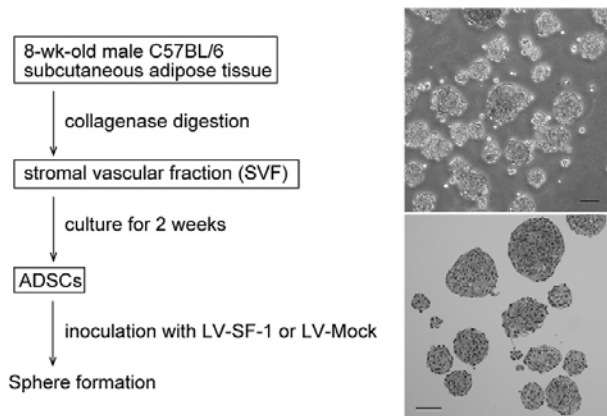 8-wk-old male C57BL/6
subcutaneous adipose tissue
collagenase digestion
stromal vascular fraction (SVF)
culture for 2 weeks
ADSCs
inoculation with LV-SF-1 or LV-Mock
Sphere formation